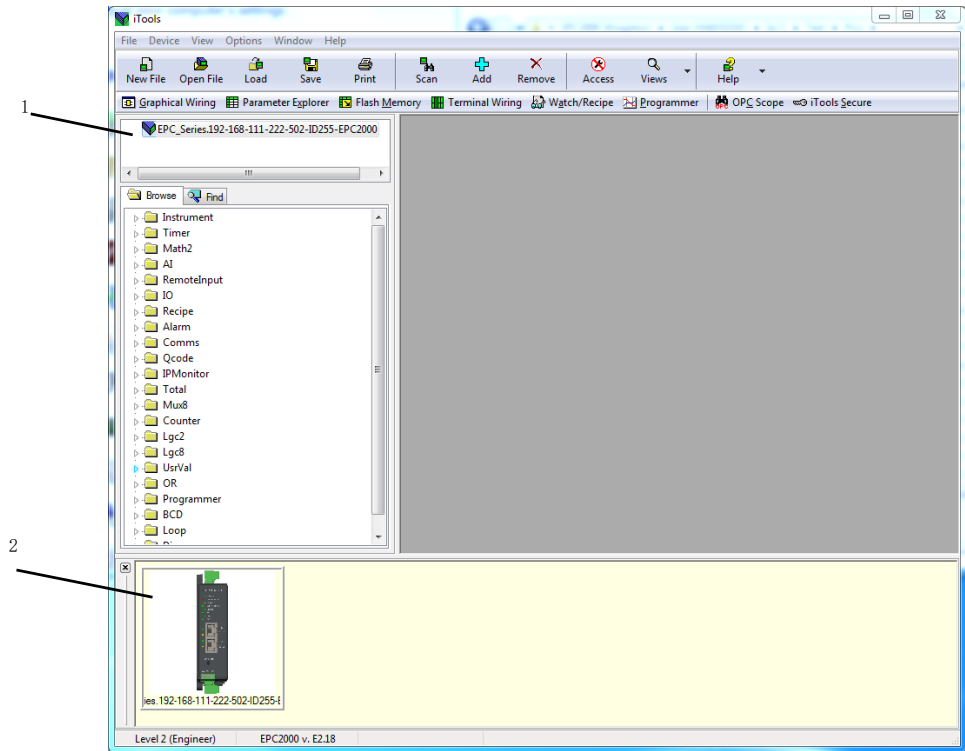 iTools
File Device View Options Window Help
New File Open File Load Save Print Scan Add Remove Access Views Help
Graphical Wiring Parameter Explorer Flash Memory Terminal Wiring Watch/Recipe Programmer OPC Scope iTools Secure
1
EPC_Series.192-168-111-222-502-ID255-EPC2000
Browse Find
Instrument
Timer
Math2
AI
RemoteInput
IO
Recipe
Alarm
Comms
Qcode
IPMonitor
Total
Mux8
Counter
Lgc2
Lgc8
UsrVal
OR
Programmer
BCD
Loop
2
ies.192-168-111-222-502-ID255-E
Level 2 (Engineer) EPC2000 v. E2.18